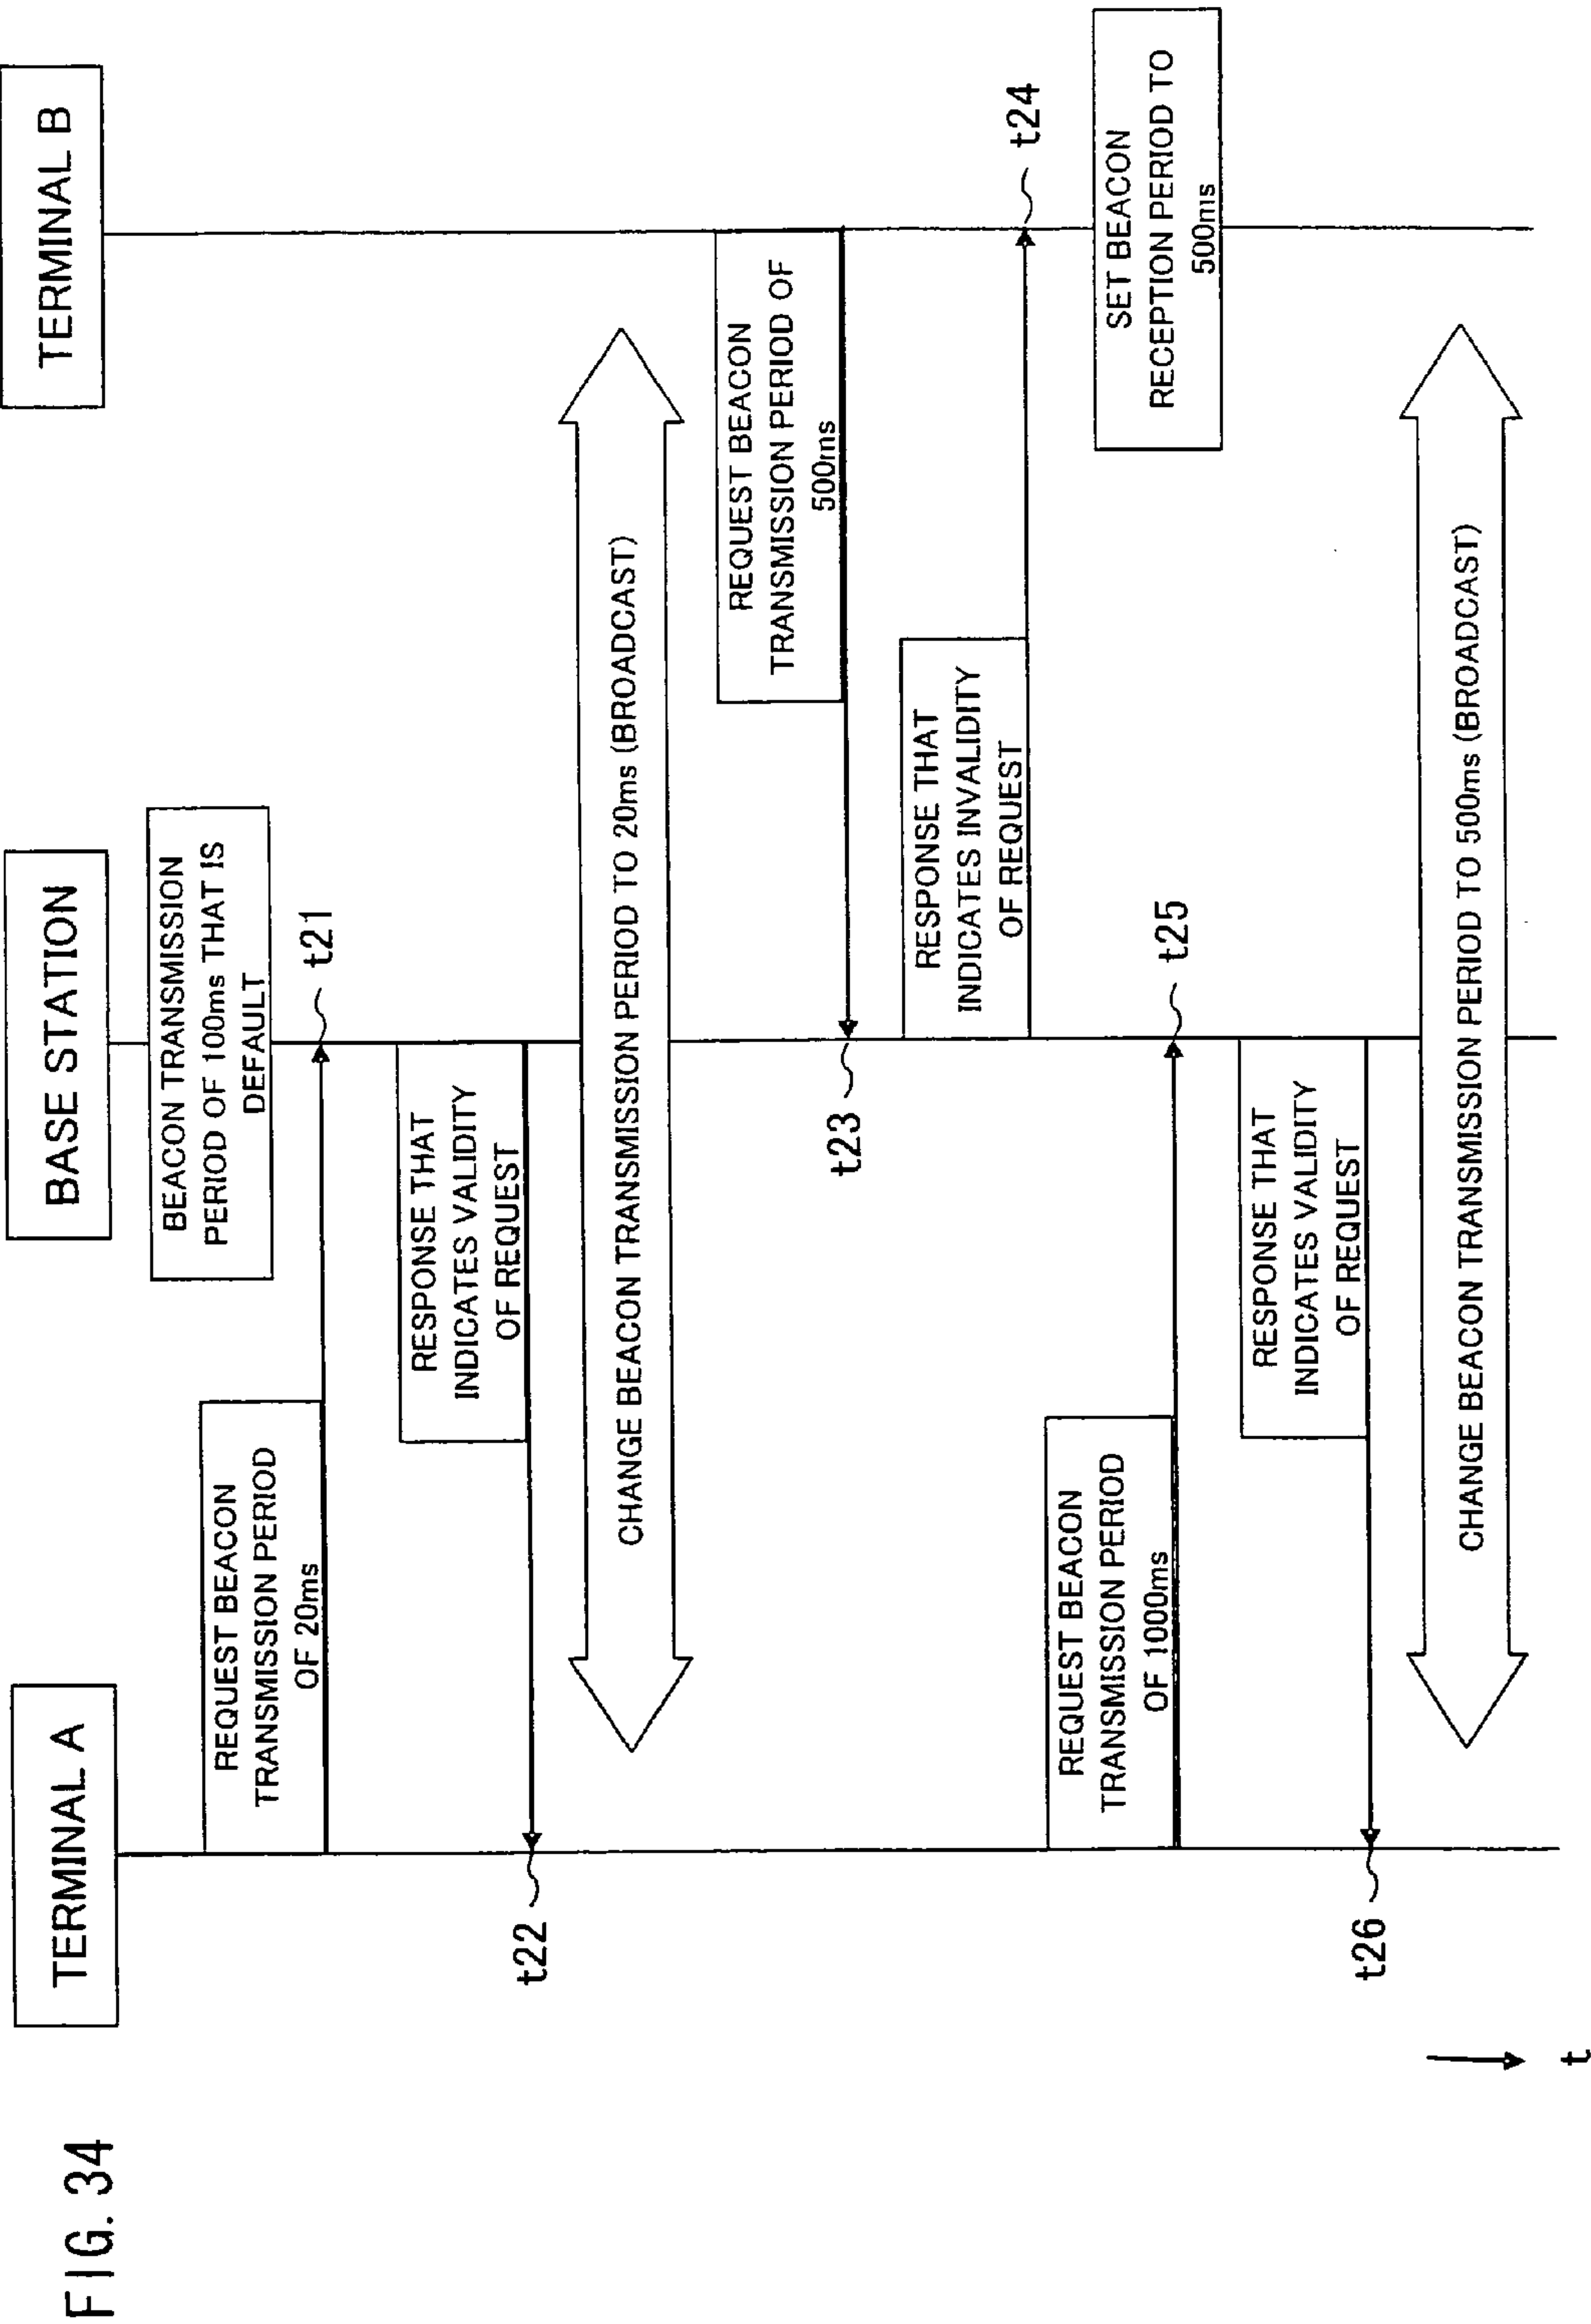 FIG. 34
TERMINAL A
BASE STATION
TERMINAL B
BEACON TRANSMISSION
PERIOD OF 100ms THAT IS
DEFAULT
REQUEST BEACON
TRANSMISSION PERIOD
OF 20ms
t21
RESPONSE THAT
INDICATES VALIDITY
OF REQUEST
t22
CHANGE BEACON TRANSMISSION PERIOD TO 20ms (BROADCAST)
REQUEST BEACON
TRANSMISSION PERIOD OF
500ms
t23
RESPONSE THAT
INDICATES INVALIDITY
OF REQUEST
t24
SET BEACON
RECEPTION PERIOD TO
500ms
REQUEST BEACON
TRANSMISSION PERIOD
OF 1000ms
t25
RESPONSE THAT
INDICATES VALIDITY
OF REQUEST
t26
CHANGE BEACON TRANSMISSION PERIOD TO 500ms (BROADCAST)
t